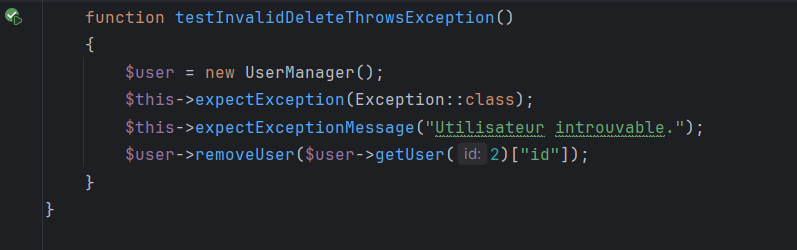 function testInvalidDeleteThrowsException()
{
$user = new UserManager();
$this->expectException(Exception::class);
$this->expectExceptionMessage("Utilisateur introuvable.");
$user->removeUser($user->getUser( id: 2)["id"]);
}
}